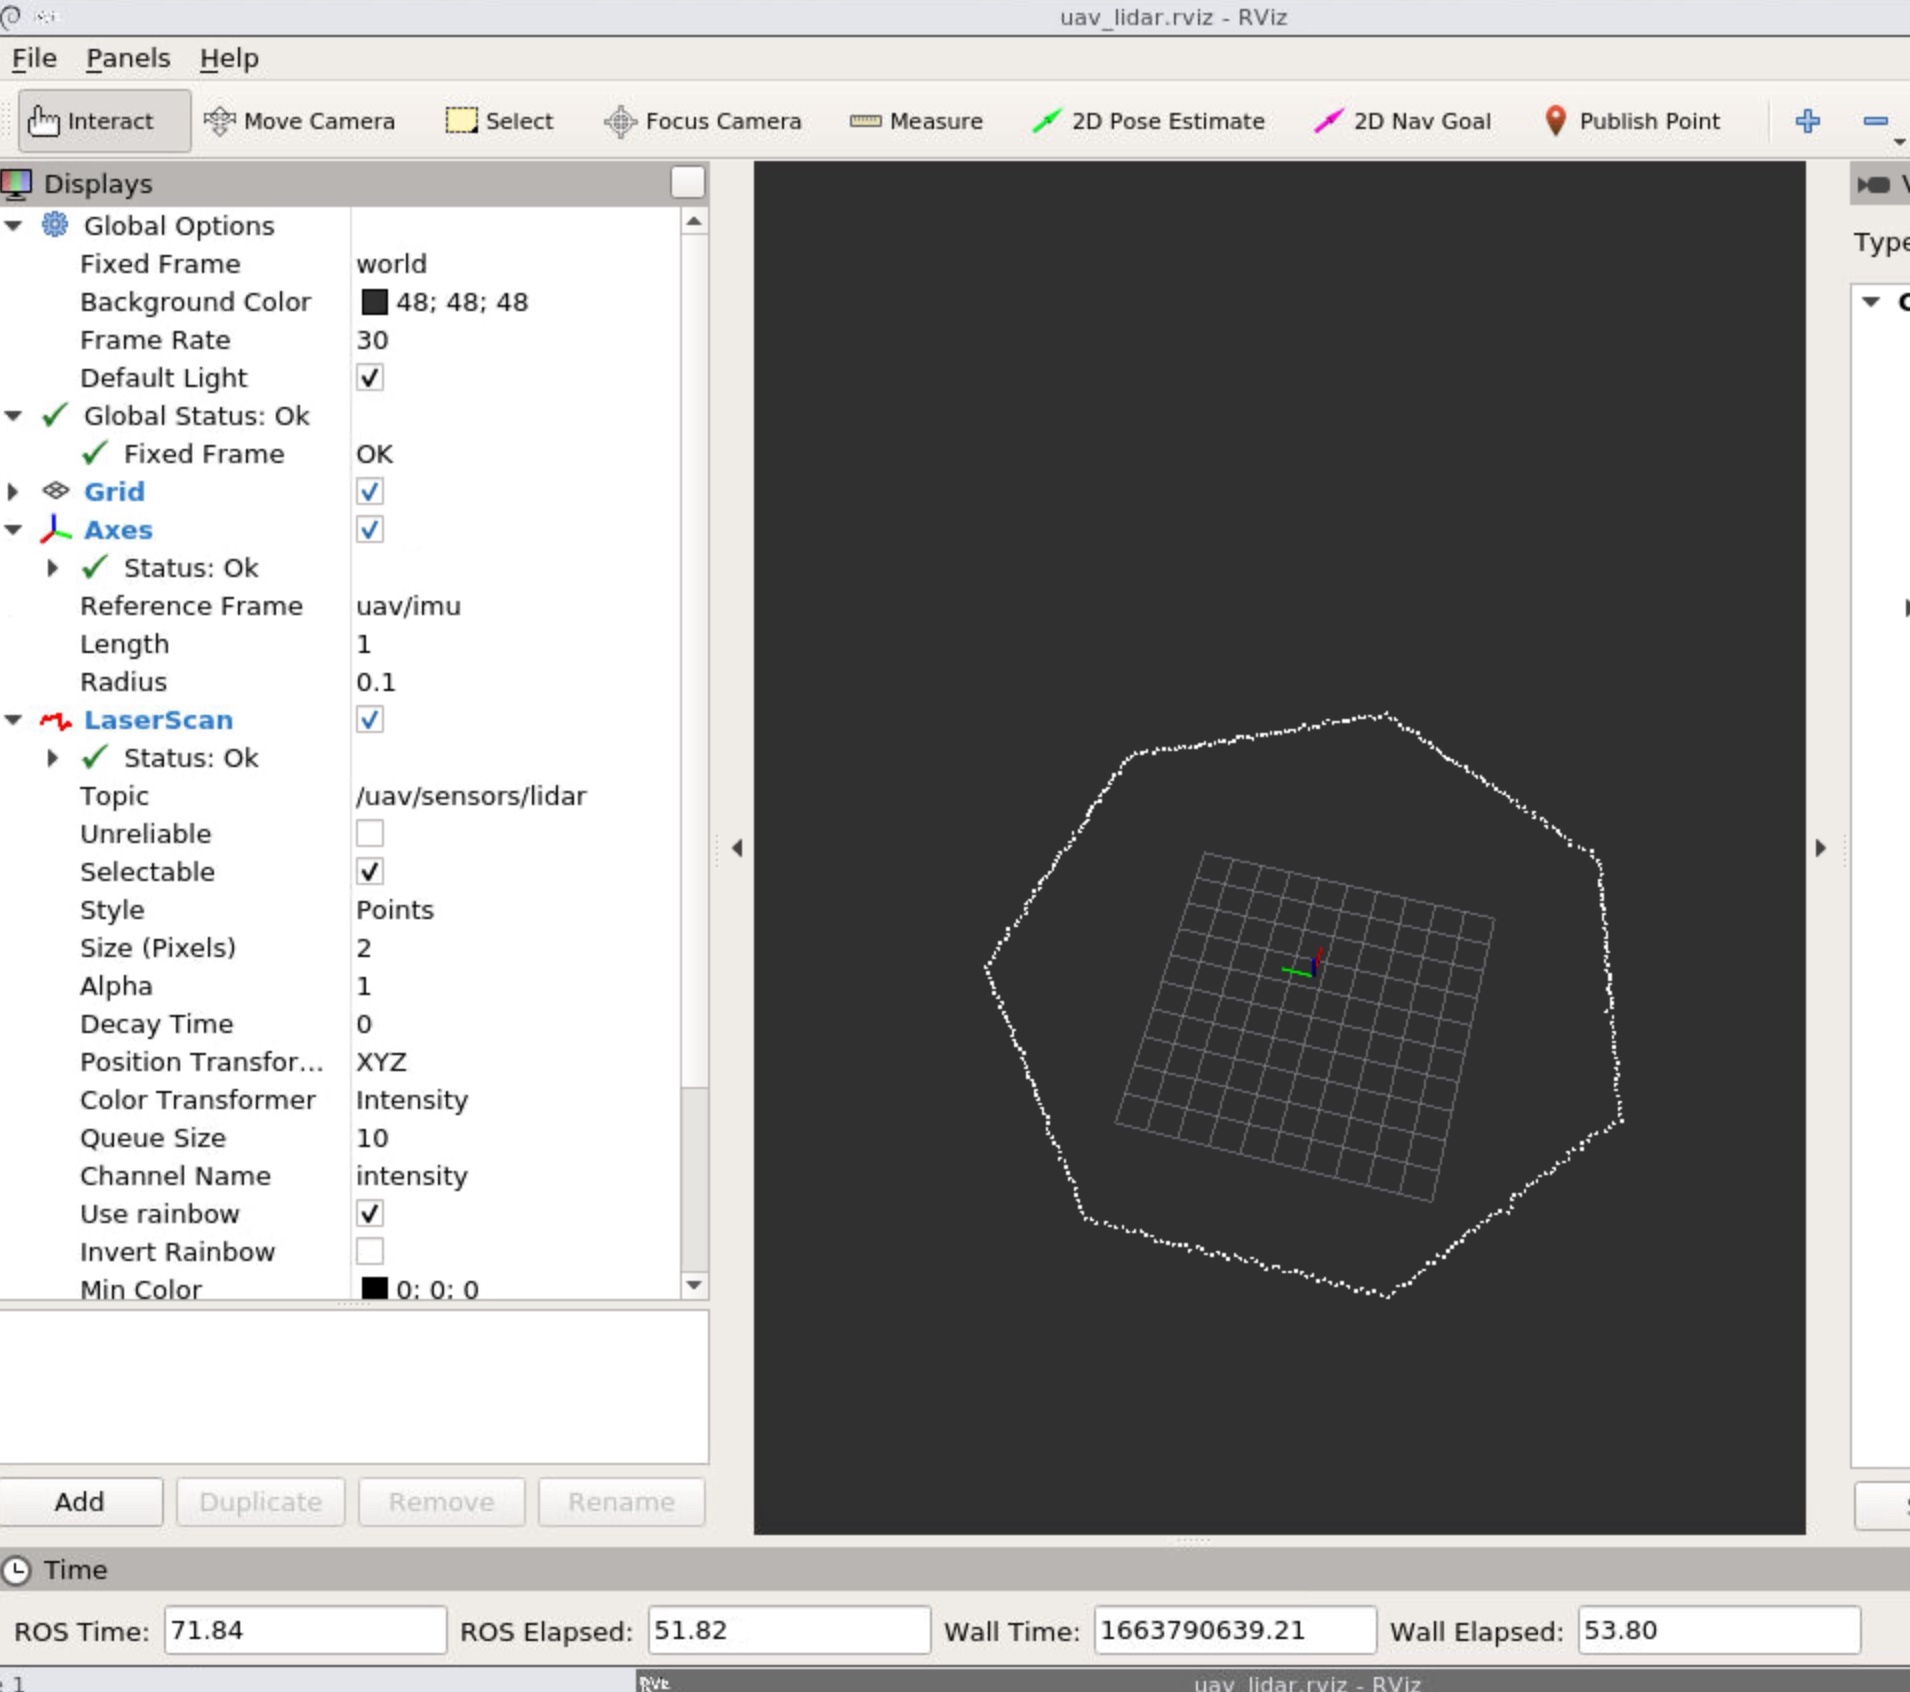 uav_lidar.rviz - RViz
File Panels Help
Interact Move Camera Select Focus Camera Measure 2D Pose Estimate 2D Nav Goal Publish Point
Displays
Type
Global Options
Fixed Frame world
Background Color 48; 48; 48
Frame Rate 30
Default Light
Global Status: Ok
Fixed Frame OK
Grid
Axes
Status: Ok
Reference Frame uav/imu
Length 1
Radius 0.1
LaserScan
Status: Ok
Topic /uav/sensors/lidar
Unreliable
Selectable
Style Points
Size (Pixels) 2
Alpha 1
Decay Time 0
Position Transfor... XYZ
Color Transformer Intensity
Queue Size 10
Channel Name intensity
Use rainbow
Invert Rainbow
Min Color 0; 0; 0
Add Duplicate Remove Rename
Time
ROS Time: 71.84 ROS Elapsed: 51.82 Wall Time: 1663790639.21 Wall Elapsed: 53.80
1 uav_lidar.rviz - RViz